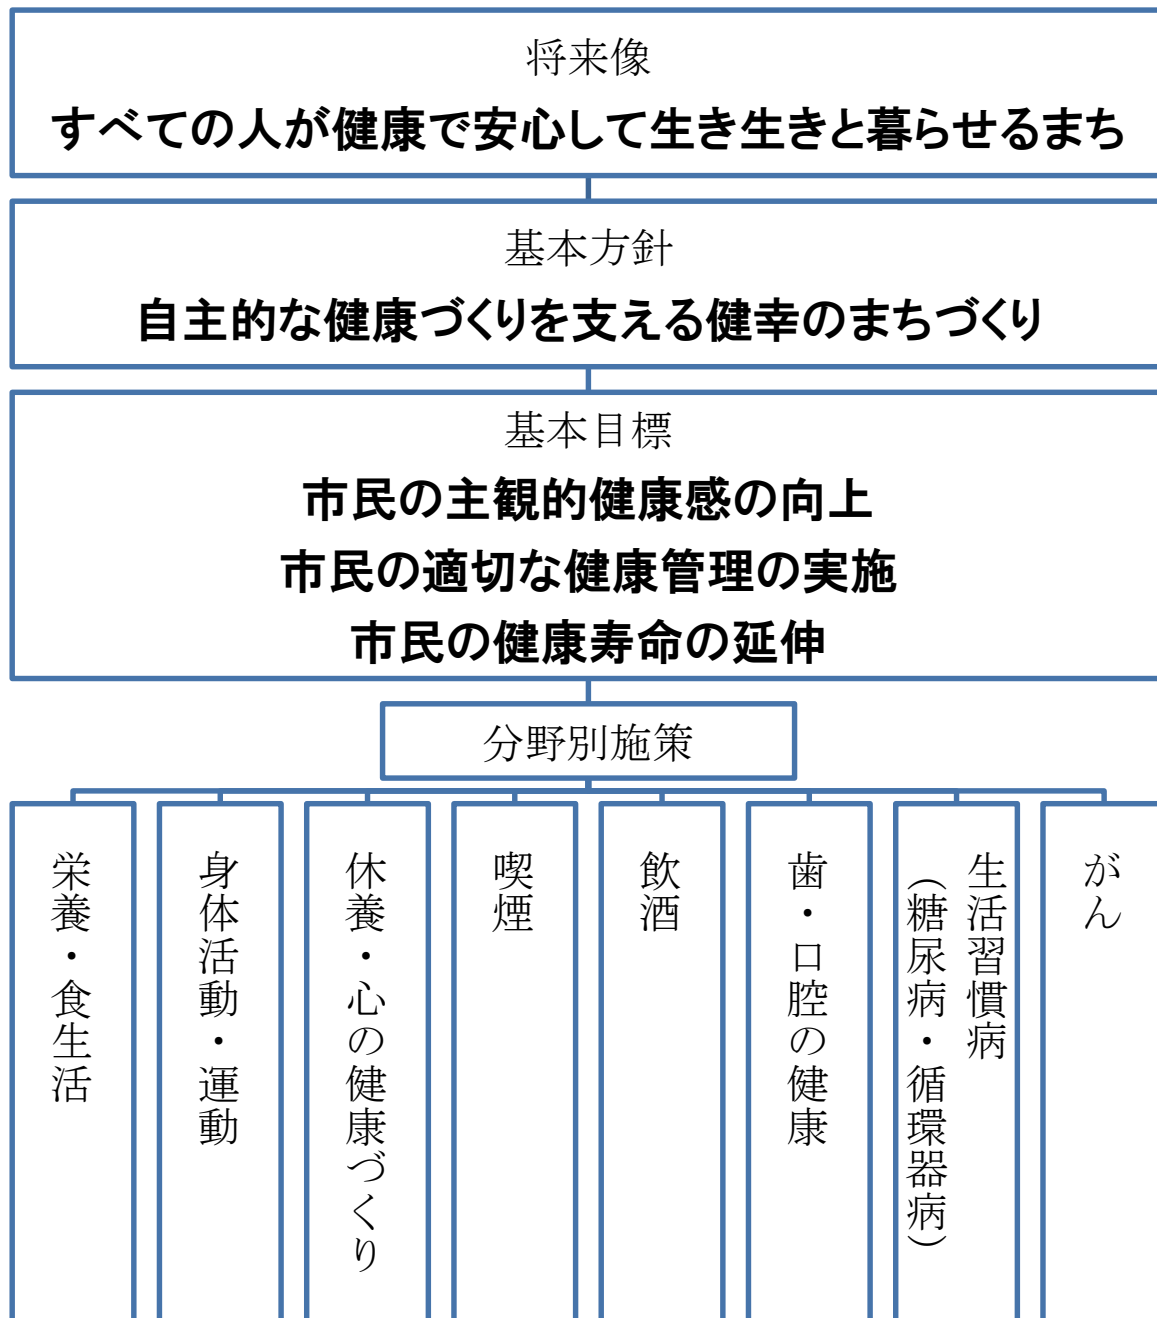 将来像
すべての人が健康で安心して生き生きと暮らせるまち
基本方針
自主的な健康づくりを支える健幸のまちづくり
基本目標
市民の主観的健康感の向上
市民の適切な健康管理の実施
市民の健康寿命の延伸
分野別施策
栄養・食生活
身体活動・運動
休養・心の健康づくり
喫煙
飲酒
歯・口腔の健康
生活習慣病
（糖尿病・循環器病）
がん